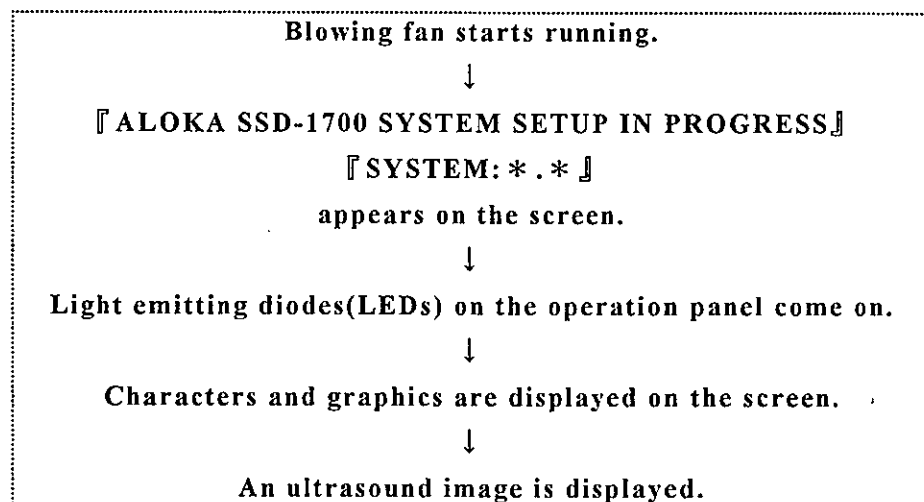 Blowing fan starts running.
↓
『ALOKA SSD-1700 SYSTEM SETUP IN PROGRESS』
『SYSTEM: * . * 』
appears on the screen.
↓
Light emitting diodes(LEDs) on the operation panel come on.
↓
Characters and graphics are displayed on the screen.
↓
An ultrasound image is displayed.